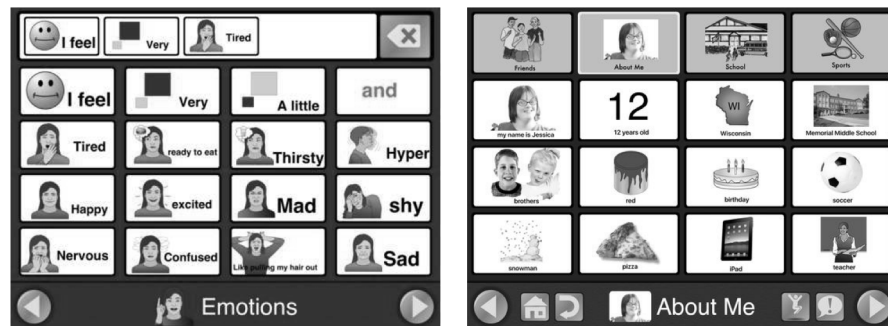 I feel Very Tired
I feel Very A little and
Tired ready to eat Thirsty Hyper
Happy excited Mad shy
Nervous Confused Like pulling my hair out Sad
Emotions
Friends About Me School Sports
my name is Jessica 12 12 years old WI Wisconsin Memorial Middle School
brothers red birthday soccer
snowman pizza iPad teacher
About Me